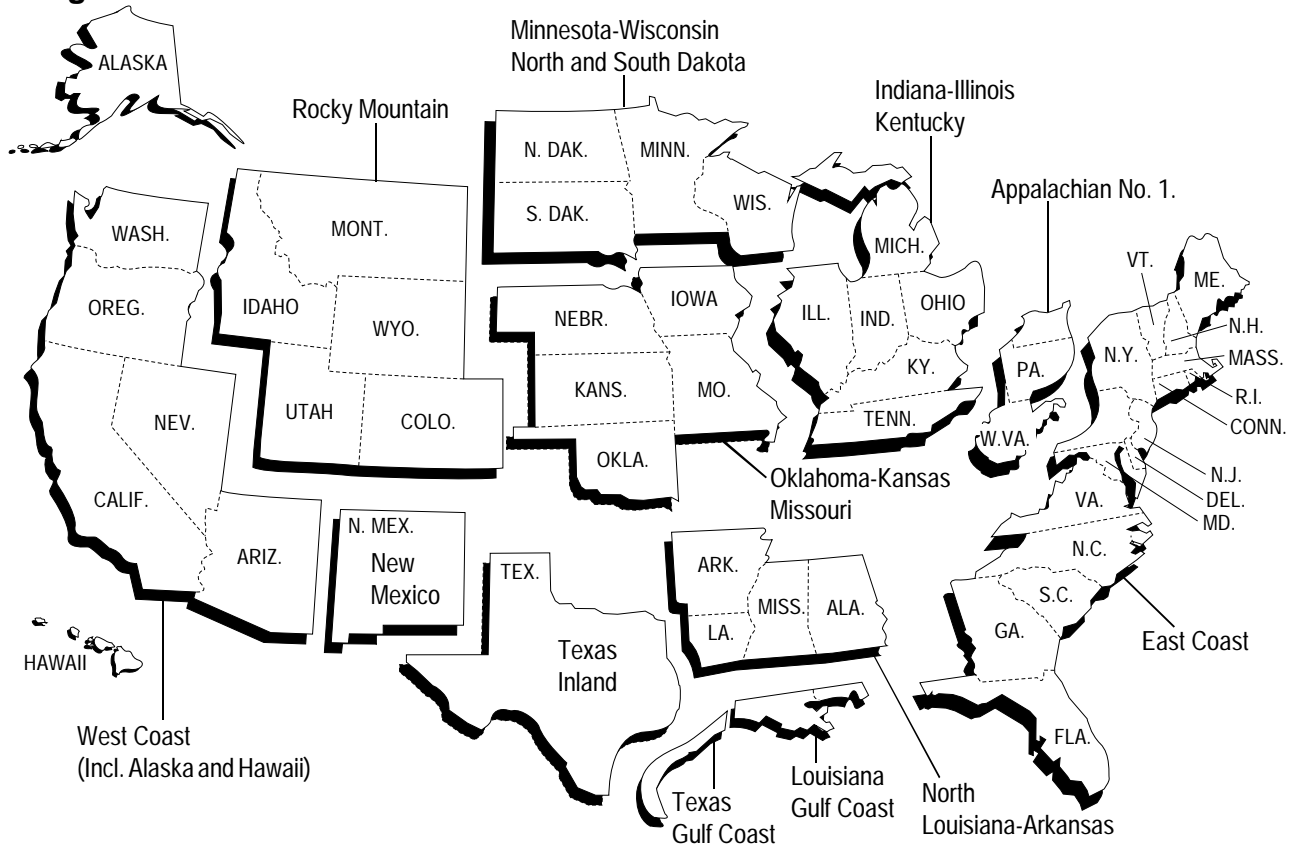 ALASKA
Minnesota-Wisconsin
North and South Dakota
Rocky Mountain
Indiana-Illinois
Kentucky
Appalachian No. 1.
WASH.
OREG.
CALIF.
NEV.
ARIZ.
MONT.
IDAHO
WYO.
UTAH
COLO.
N. DAK.
S. DAK.
MINN.
WIS.
MICH.
NEBR.
IOWA
KANS.
MO.
OKLA.
ILL.
IND.
OHIO
KY.
TENN.
PA.
W.VA.
VT.
ME.
N.H.
N.Y.
MASS.
R.I.
CONN.
N.J.
DEL.
MD.
VA.
N.C.
S.C.
GA.
FLA.
Oklahoma-Kansas
Missouri
N. MEX.
New
Mexico
TEX.
Texas
Inland
ARK.
LA.
MISS.
ALA.
East Coast
HAWAII
West Coast
(Incl. Alaska and Hawaii)
Texas
Gulf Coast
Louisiana
Gulf Coast
North
Louisiana-Arkansas